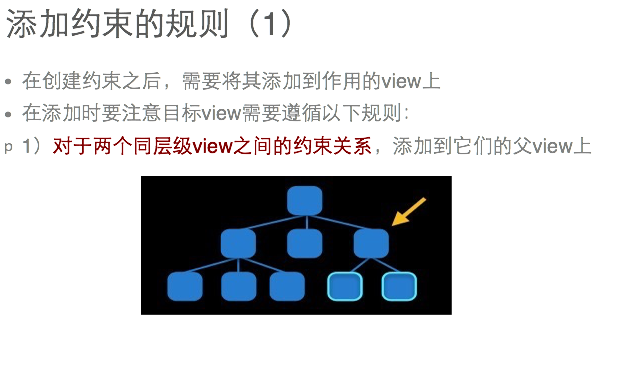 添加约束的规则（1）
• 在创建约束之后，需要将其添加到作用的view上
• 在添加时要注意目标view需要遵循以下规则：
p 1）对于两个同层级view之间的约束关系，添加到它们的父view上